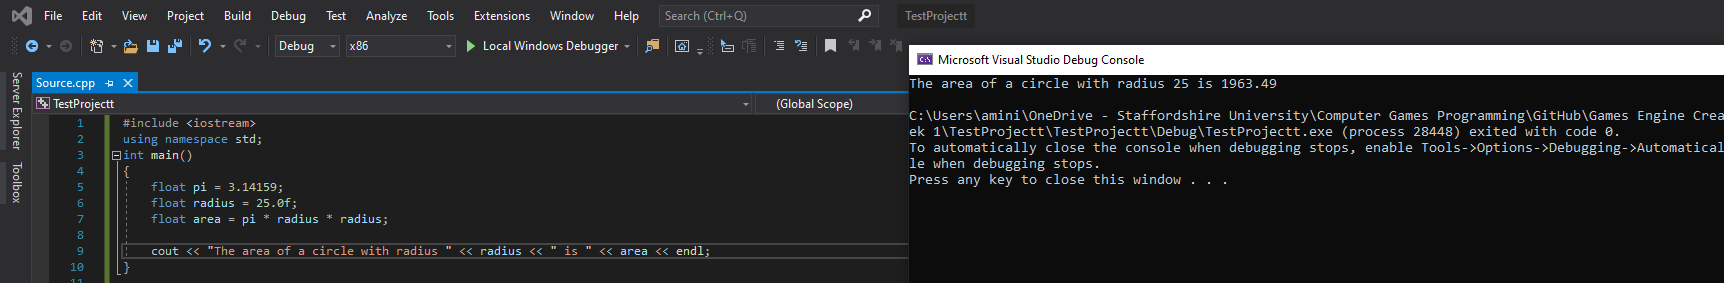 File Edit View Project Build Debug Test Analyze Tools Extensions Window Help Search (Ctrl+Q) TestProjectt
Debug x86 Local Windows Debugger
Server Explorer
Toolbox
Source.cpp
TestProjectt (Global Scope)
1 #include <iostream>
2 using namespace std;
3 int main()
4 {
5 float pi = 3.14159;
6 float radius = 25.0f;
7 float area = pi * radius * radius;
8
9 cout << "The area of a circle with radius " << radius << " is " << area << endl;
10 }
11
C:\ Microsoft Visual Studio Debug Console
The area of a circle with radius 25 is 1963.49
C:\Users\amini\OneDrive - Staffordshire University\Computer Games Programming\GitHub\Games Engine Crea
ek 1\TestProjectt\TestProjectt\Debug\TestProjectt.exe (process 28448) exited with code 0.
To automatically close the console when debugging stops, enable Tools->Options->Debugging->Automatical
le when debugging stops.
Press any key to close this window . . .